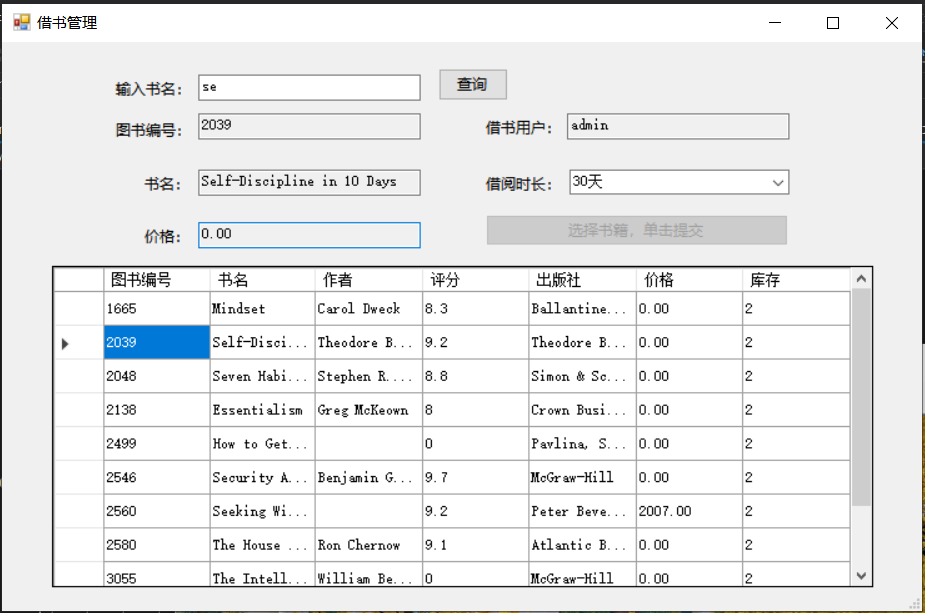 借书管理
输入书名： se 查询
图书编号： 2039 借书用户： admin
书名： Self-Discipline in 10 Days 借阅时长： 30天
价格： 0.00 选择书籍，单击提交
图书编号 书名 作者 评分 出版社 价格 库存
1665 Mindset Carol Dweck 8.3 Ballantine... 0.00 2
2039 Self-Disci... Theodore B... 9.2 Theodore B... 0.00 2
2048 Seven Habi... Stephen R.... 8.8 Simon & Sc... 0.00 2
2138 Essentialism Greg McKeown 8 Crown Busi... 0.00 2
2499 How to Get... 0 Pavlina, S... 0.00 2
2546 Security A... Benjamin G... 9.7 McGraw-Hill 0.00 2
2560 Seeking Wi... 9.2 Peter Beve... 2007.00 2
2580 The House ... Ron Chernow 9.1 Atlantic B... 0.00 2
3055 The Intell... William Be... 0 McGraw-Hill 0.00 2